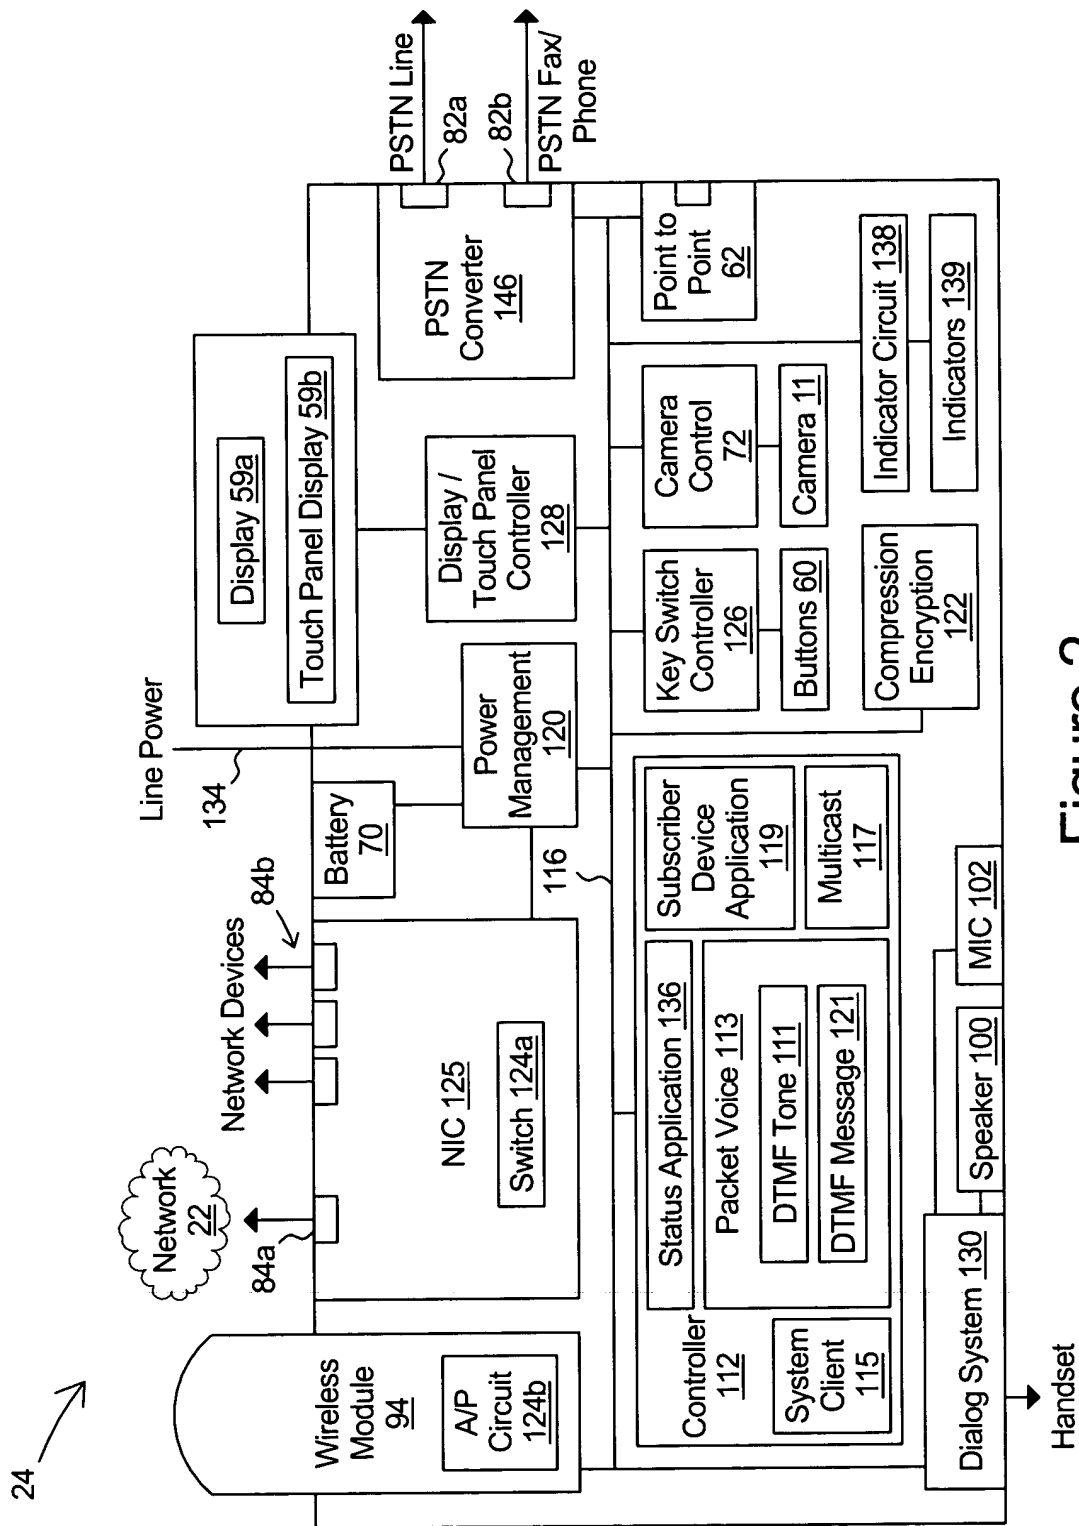 24
Network
22
Network Devices
84b
84a
Line Power
134
Display 59a
Touch Panel Display 59b
PSTN Line
82a
82b
PSTN Fax/
Phone
Wireless
Module
94
A/P
Circuit
124b
NIC 125
Switch 124a
Battery
70
Power
Management
120
Display /
Touch Panel
Controller
128
PSTN
Converter
146
116
Controller
112
System
Client
115
Status Application 136
Packet Voice 113
DTMF Tone 111
DTMF Message 121
Subscriber
Device
Application
119
Multicast
117
Key Switch
Controller
126
Buttons 60
Camera
Control
72
Camera 11
Point to
Point
62
Compression
Encryption
122
Indicator Circuit 138
Indicators 139
Dialog System 130
Speaker 100
MIC 102
Handset
Figure